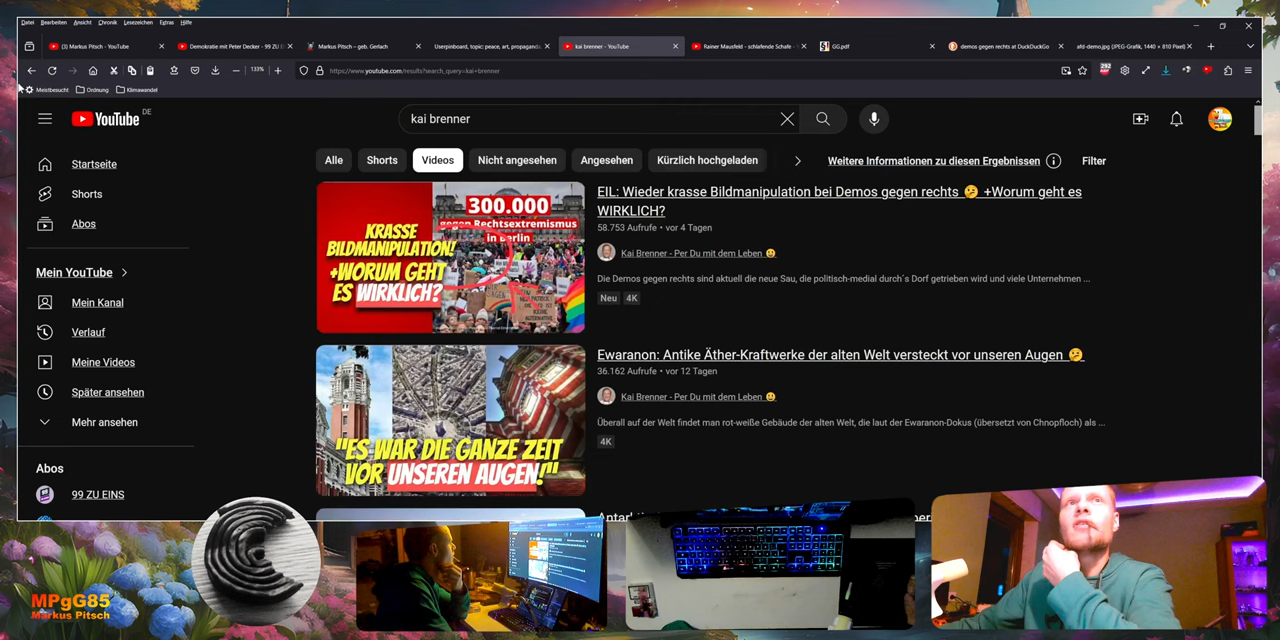 Datei Bearbeiten Ansicht Chronik Lesezeichen Extras Hilfe
(3) Markus Pitsch - YouTube
Demokratie mit Peter Decker - 99 ZU E
Markus Pitsch – geb. Gerlach
Userpinboard, topic: peace, art, propaganda
kai brenner - YouTube
Rainer Mausfeld - schlafende Schafe -
GG.pdf
demos gegen rechts at DuckDuckGo
afd-demo.jpg (JPEG-Grafik, 1440 × 810 Pixel)
133%
https://www.youtube.com/results?search_query=kai+brenner
292
Meistbesucht Ordnung Klimawandel
YouTube DE
kai brenner
Alle
Shorts
Videos
Nicht angesehen
Angesehen
Kürzlich hochgeladen
Weitere Informationen zu diesen Ergebnissen
Filter
Startseite
Shorts
Abos
Mein YouTube
Mein Kanal
Verlauf
Meine Videos
Später ansehen
Mehr ansehen
Abos
99 ZU EINS
KRASSE
BILDMANIPULATION!
+WORUM GEHT
ES WIRKLICH?
300.000
gegen Rechtsextremismus
in Berlin
EIL: Wieder krasse Bildmanipulation bei Demos gegen rechts 🤔 +Worum geht es
WIRKLICH?
58.753 Aufrufe • vor 4 Tagen
Kai Brenner - Per Du mit dem Leben 😀
Die Demos gegen rechts sind aktuell die neue Sau, die politisch-medial durch´s Dorf getrieben wird und viele Unternehmen ...
Neu 4K
"ES WAR DIE GANZE ZEIT
VOR UNSEREN AUGEN!"
Ewaranon: Antike Äther-Kraftwerke der alten Welt versteckt vor unseren Augen 🤔
36.162 Aufrufe • vor 12 Tagen
Kai Brenner - Per Du mit dem Leben 😀
Überall auf der Welt findet man rot-weiße Gebäude der alten Welt, die laut der Ewaranon-Dokus (übersetzt von Chnopfloch) als ...
4K
MPgG85
Markus Pitsch